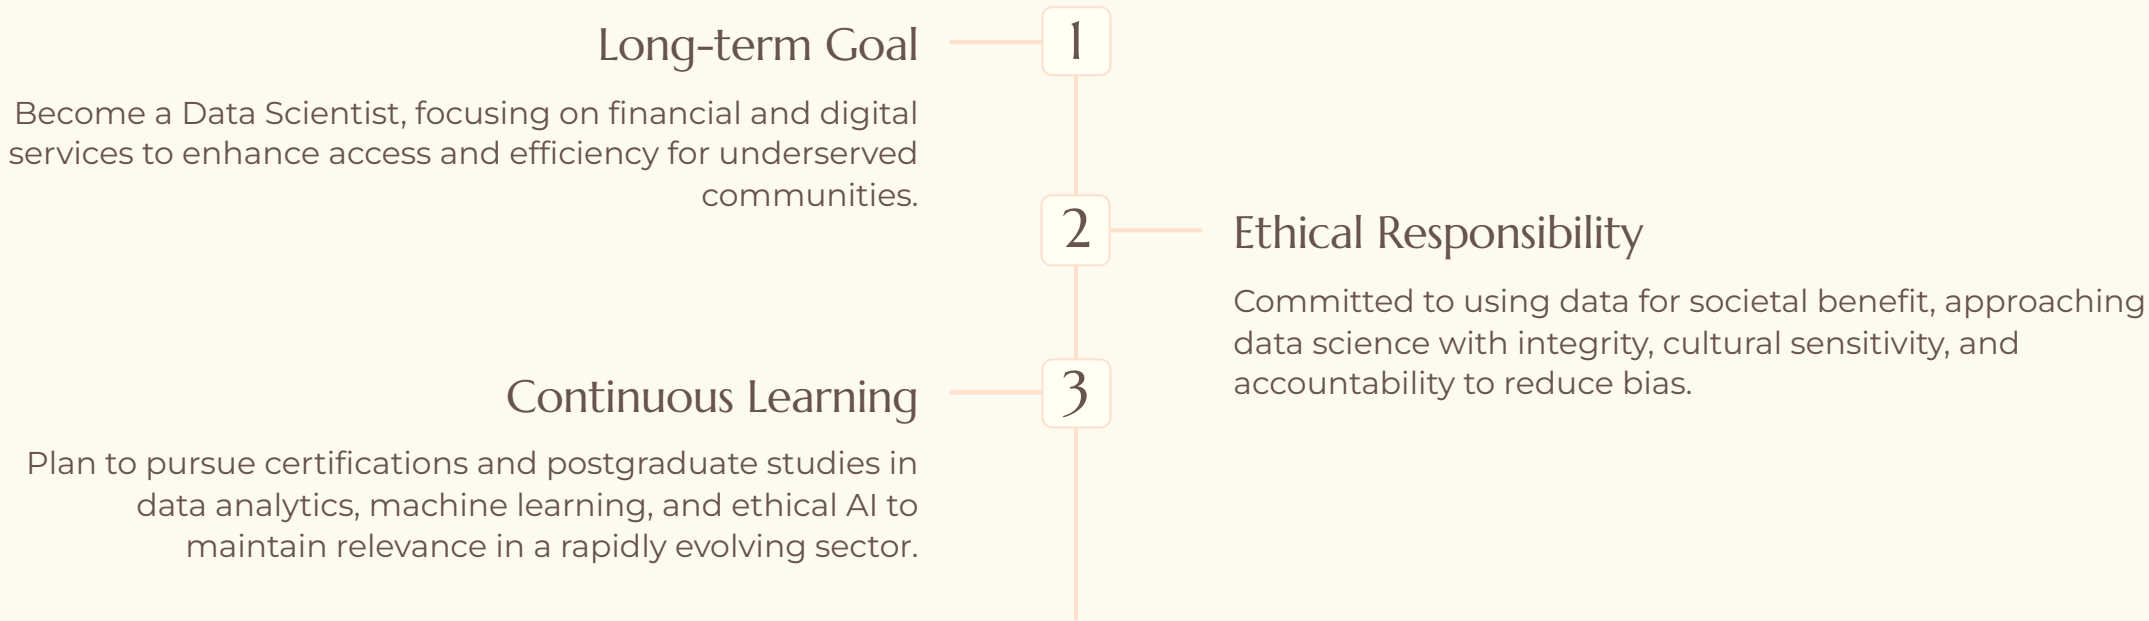 Long-term Goal
1
Become a Data Scientist, focusing on financial and digital
services to enhance access and efficiency for underserved
communities.
2
Ethical Responsibility
Committed to using data for societal benefit, approaching
data science with integrity, cultural sensitivity, and
accountability to reduce bias.
Continuous Learning
3
Plan to pursue certifications and postgraduate studies in
data analytics, machine learning, and ethical AI to
maintain relevance in a rapidly evolving sector.